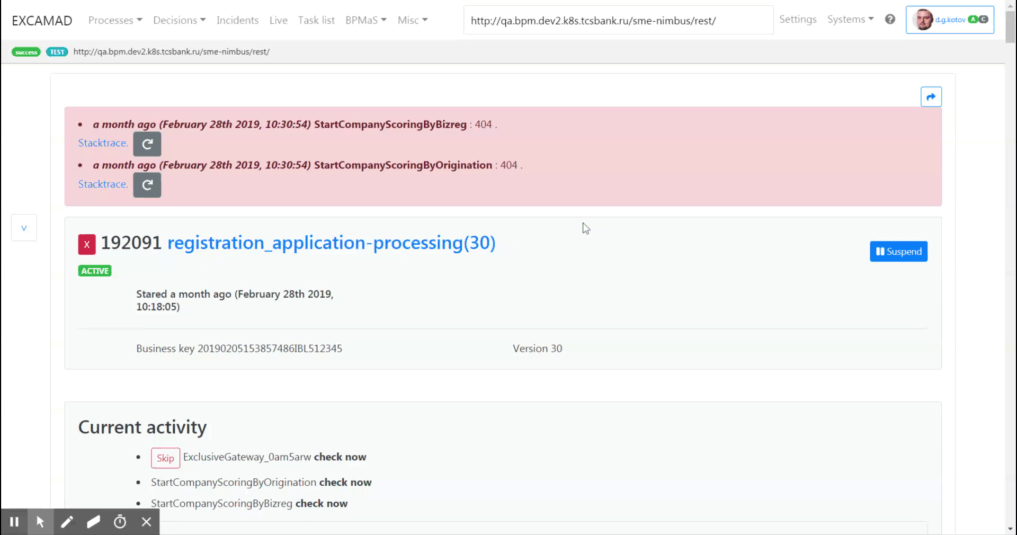 EXCAMAD Processes Decisions Incidents Live Task list BPMaS Misc http://qa.bpm.dev2.k8s.tcsbank.ru/sme-nimbus/rest/ Settings Systems d.g.kotov A C
success TEST http://qa.bpm.dev2.k8s.tcsbank.ru/sme-nimbus/rest/
a month ago (February 28th 2019, 10:30:54) StartCompanyScoringByBizreg : 404 .
Stacktrace.
a month ago (February 28th 2019, 10:30:54) StartCompanyScoringByOrigination : 404 .
Stacktrace.
v
X 192091 registration_application-processing(30)
Suspend
ACTIVE
Stared a month ago (February 28th 2019,
10:18:05)
Business key 20190205153857486IBL512345 Version 30
Current activity
Skip ExclusiveGateway_0am5arw check now
StartCompanyScoringByOrigination check now
StartCompanyScoringByBizreg check now